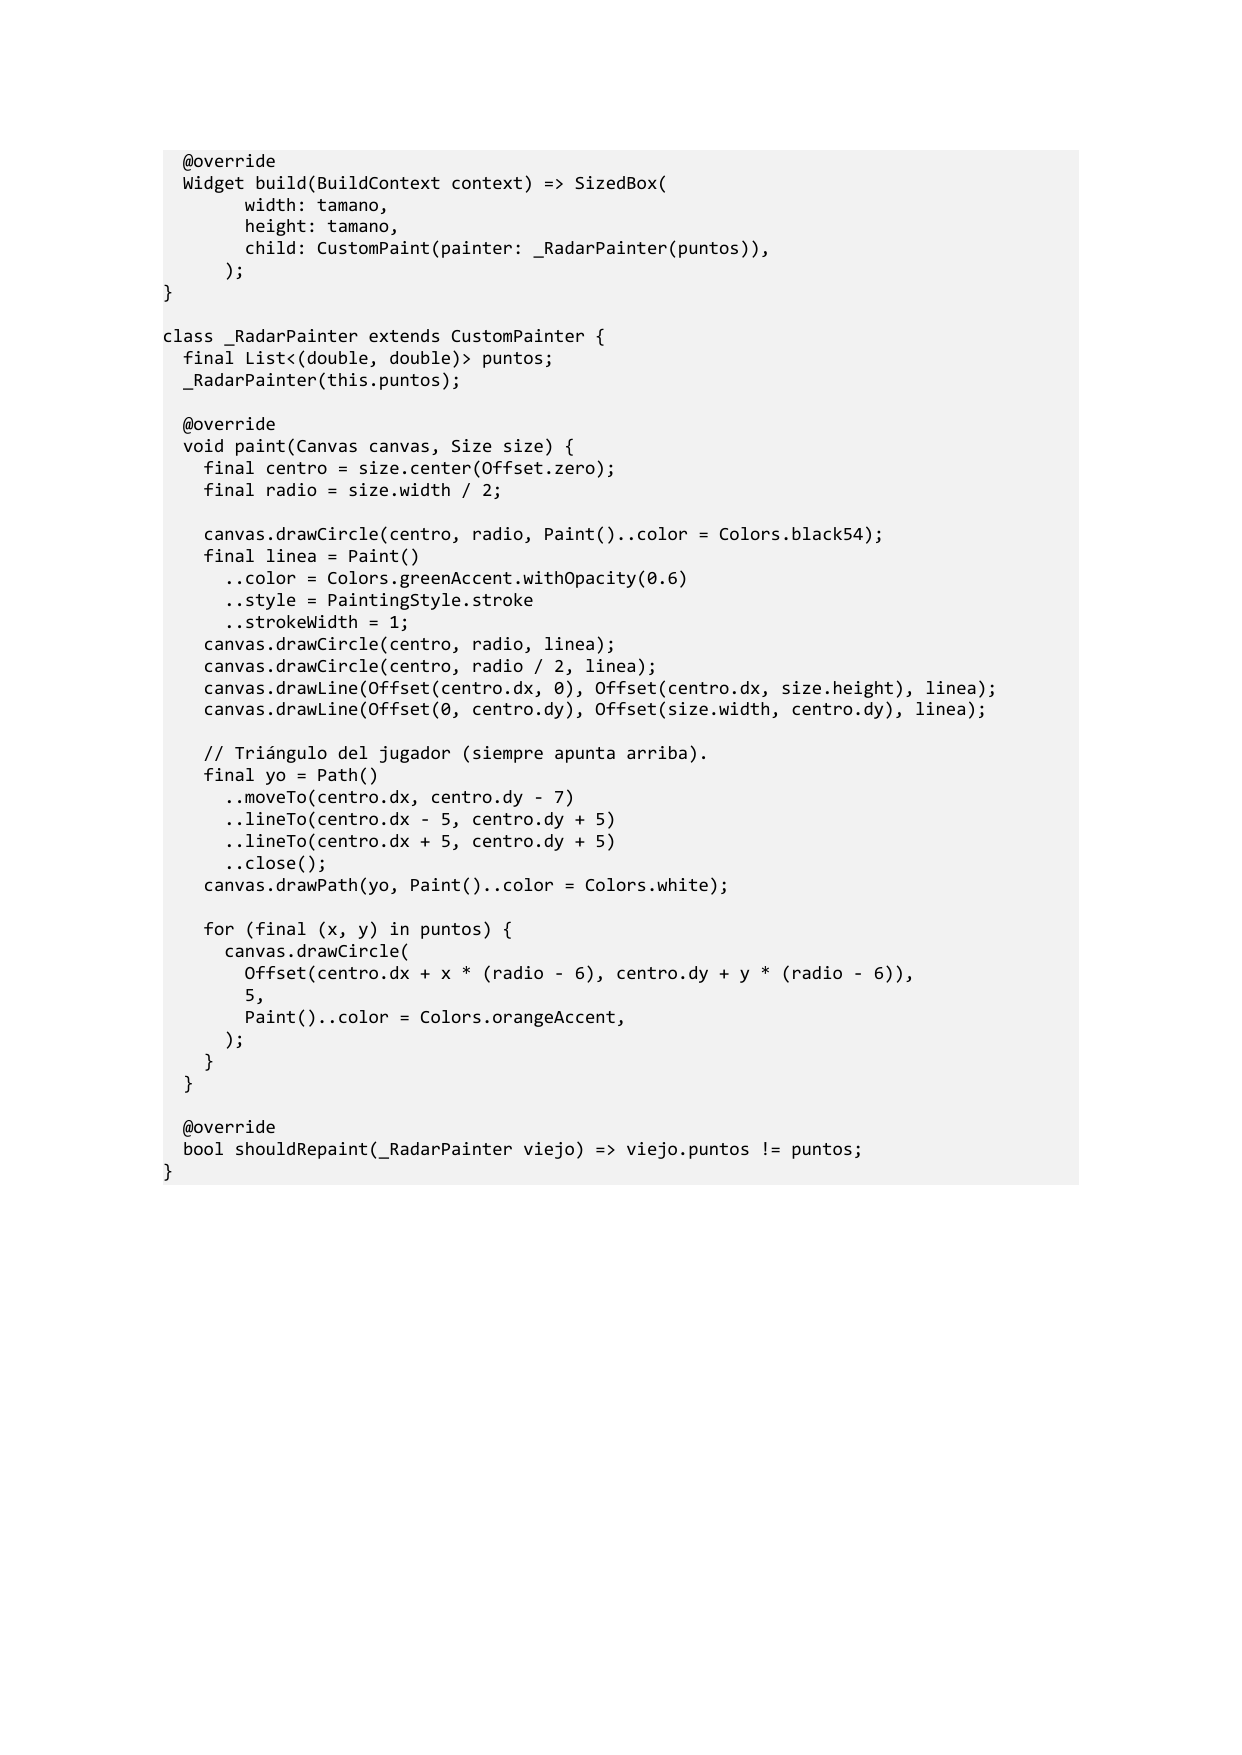 @override
Widget build(BuildContext context) => SizedBox(
width: tamano,
height: tamano,
child: CustomPaint(painter: _RadarPainter(puntos)),
);
}
class _RadarPainter extends CustomPainter {
final List<(double, double)> puntos;
_RadarPainter(this.puntos);
@override
void paint(Canvas canvas, Size size) {
final centro = size.center(Offset.zero);
final radio = size.width / 2;
canvas.drawCircle(centro, radio, Paint()..color = Colors.black54);
final linea = Paint()
..color = Colors.greenAccent.withOpacity(0.6)
..style = PaintingStyle.stroke
..strokeWidth = 1;
canvas.drawCircle(centro, radio, linea);
canvas.drawCircle(centro, radio / 2, linea);
canvas.drawLine(Offset(centro.dx, 0), Offset(centro.dx, size.height), linea);
canvas.drawLine(Offset(0, centro.dy), Offset(size.width, centro.dy), linea);
// Triángulo del jugador (siempre apunta arriba).
final yo = Path()
..moveTo(centro.dx, centro.dy - 7)
..lineTo(centro.dx - 5, centro.dy + 5)
..lineTo(centro.dx + 5, centro.dy + 5)
..close();
canvas.drawPath(yo, Paint()..color = Colors.white);
for (final (x, y) in puntos) {
canvas.drawCircle(
Offset(centro.dx + x * (radio - 6), centro.dy + y * (radio - 6)),
5,
Paint()..color = Colors.orangeAccent,
);
}
}
@override
bool shouldRepaint(_RadarPainter viejo) => viejo.puntos != puntos;
}